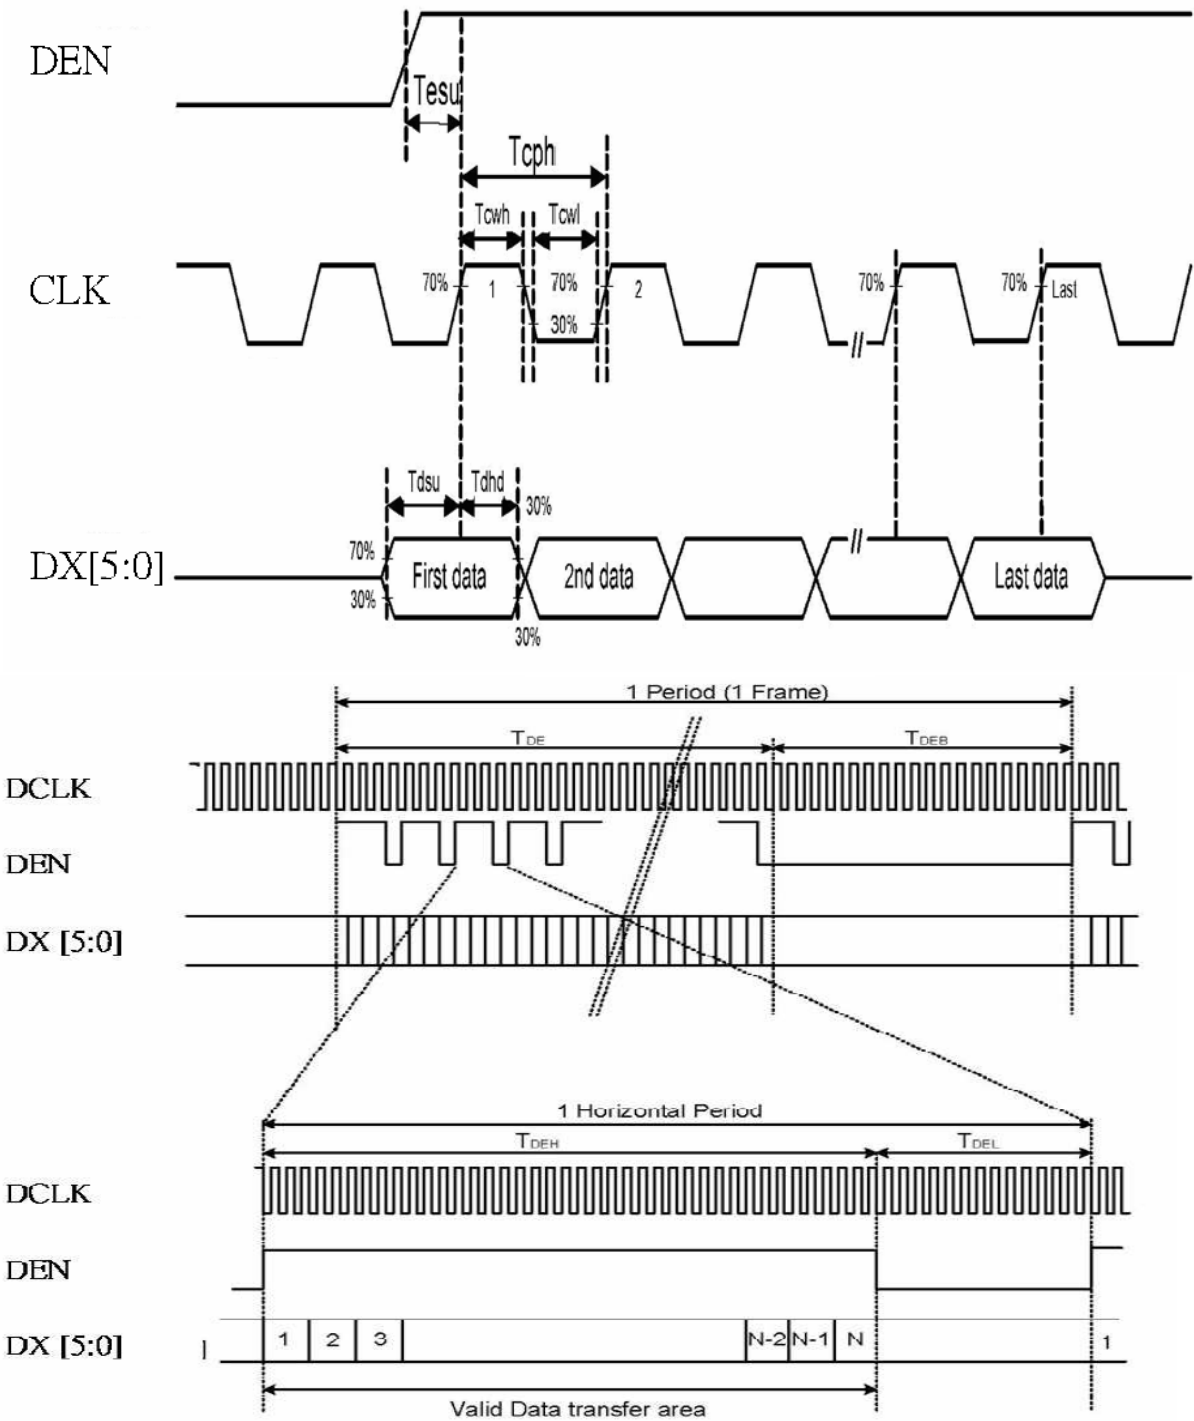 DEN
Tesu
Tcph
Tcwh Tcwl
CLK
70% 1 70% 2 70% 70% Last
30%
//
Tdsu Tdhd
30%
DX[5:0]
70%
30%
First data 2nd data // Last data
30%
1 Period (1 Frame)
TDE TDEB
DCLK
DEN
DX [5:0]
1 Horizontal Period
TDEH TDEL
DCLK
DEN
DX [5:0] 1 2 3 N-2 N-1 N 1
Valid Data transfer area